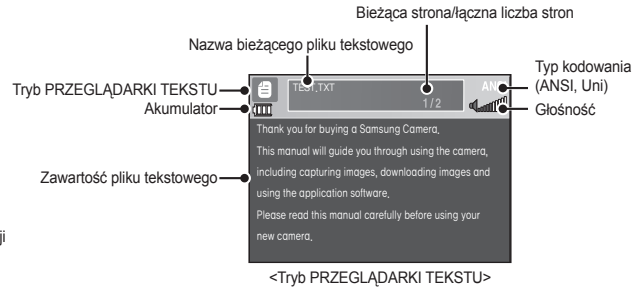 Bieżąca strona/łączna liczba stron
Nazwa bieżącego pliku tekstowego
Typ kodowania
(ANSI, Uni)
Tryb PRZEGLĄDARKI TEKSTU
TEST.TXT
ANSI
Akumulator
1/2
Głośność
Thank you for buying a Samsung Camera.
This manual will guide you through using the camera,
Zawartość pliku tekstowego
including capturing images, downloading images and
using the application software.
Please read this manual carefully before using your
ji
new camera.
<Tryb PRZEGLĄDARKI TEKSTU>